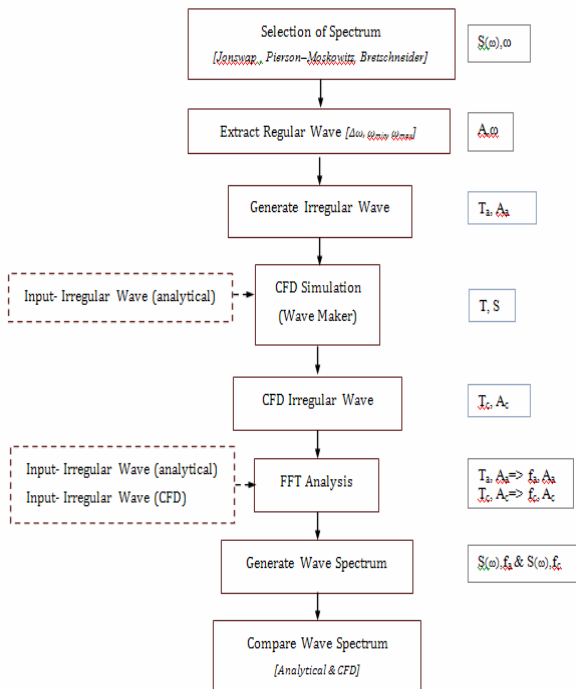 Selection of Spectrum
[Jonswap, Pierson–Moskowitz, Bretschneider]
S(ω),ω
Extract Regular Wave [Δω, ωmin, ωmax]
A,ω
Generate Irregular Wave
Ta, Aa
Input- Irregular Wave (analytical)
CFD Simulation
(Wave Maker)
T, S
CFD Irregular Wave
Tc, Ac
Input- Irregular Wave (analytical)
Input- Irregular Wave (CFD)
FFT Analysis
Ta, Aa=> fa, Aa
Tc, Ac=> fc, Ac
Generate Wave Spectrum
S(ω),fa & S(ω),fc
Compare Wave Spectrum
[Analytical & CFD]